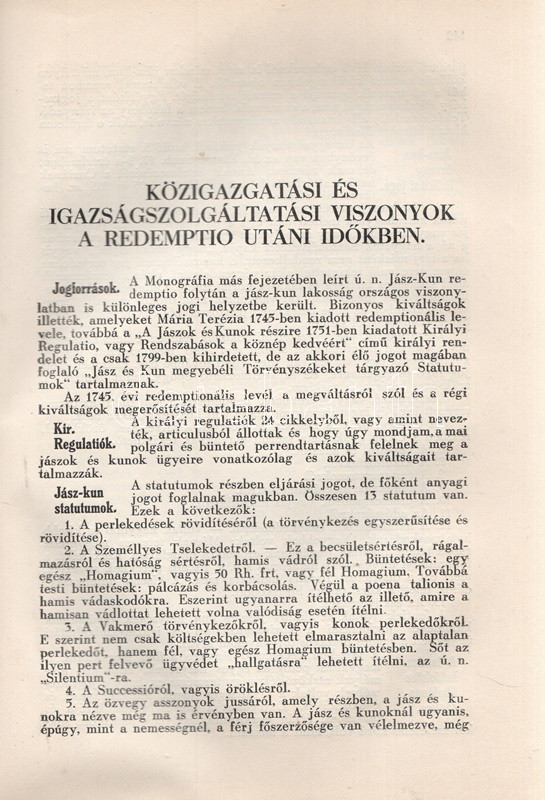 KÖZIGAZGATÁSI ÉS
IGAZSÁGSZOLGÁLTATÁSI VISZONYOK
A REDEMPTIO UTÁNI IDŐKBEN.
Jogforrások. A Monográfia más fejezetében leírt ú. n. Jász-Kun re-
demptio folytán a jász-kun lakosság országos viszony-
latban is különleges jogi helyzetbe került. Bizonyos kiváltságok
illették, amelyeket Mária Terézia 1745-ben kiadott redemptionális le-
vele, továbbá a „A Jászok és Kunok részire 1751-ben kiadatott Királyi
Regulatio, vagy Rendszabások a köznép kedvéért" című királyi ren-
delet és a csak 1799-ben kihirdetett, de az akkori élő jogot magában
foglaló „Jász és Kun megyebéli Törvényszékeket tárgyazó Statutu-
mok" tartalmaznak.
Az 1745. évi redemptionális levél a megváltásról szól és a régi
kiváltságok megerősítését tartalmazza.
Kir. Regulatiók. A királyi regulatiók 24 cikkelyből, vagy amint nevez-
ték, articulusból állottak és hogy úgy mondjam, a mai
polgári és büntető perrendtartásnak felelnek meg a
jászok és kunok ügyeire vonatkozólag és azok kiváltságait tar-
talmazzák.
Jász-kun statutumok. A statutumok részben eljárási jogot, de főként anyagi
jogot foglalnak magukban. Összesen 13 statutum van.
Ezek a következők:
1. A perlekedések rövidítéséről (a törvénykezés egyszerűsítése és
rövidítése).
2. A Személlyes Tselekedetről. — Ez a becsületsértésről, rágal-
mazásról és hatóság sértésről, hamis vádról szól. Büntetések: egy
egész „Homagium", vagyis 50 Rh. frt, vagy fél Homagium. Továbbá
testi büntetések: pálcázás és korbácsolás. Végül a poena talionis a
hamis vádaskodókra. Eszerint ugyanarra ítélhető az illető, amire a
hamisan vádlottat lehetett volna valódiság esetén ítélni.
3. A Vakmerő törvénykezőkről, vagyis konok perlekedőkről.
E szerint nem csak költségekben lehetett elmarasztalni az alaptalan
perlekedőt, hanem fél, vagy egész Homagium büntetésben. Sőt az
ilyen pert felvevő ügyvédet „hallgatásra" lehetett ítélni, az ú. n.
„Silentium"-ra.
4. A Successióról, vagyis öröklésről.
5. Az özvegy asszonyok jussáról, amely részben, a jász és ku-
nokra nézve még ma is érvényben van. A jász és kunoknál ugyanis,
épúgy, mint a nemességnél, a férj főszerzősége van vélelmezve, még